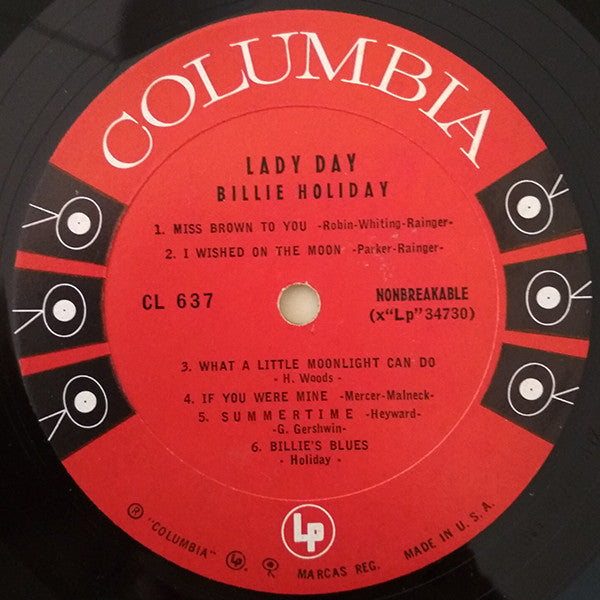 COLUMBIA
LADY DAY
BILLIE HOLIDAY
1. MISS BROWN TO YOU -Robin-Whiting-Rainger-
2. I WISHED ON THE MOON -Parker-Rainger-
CL 637
NONBREAKABLE
(x"Lp"34730)
3. WHAT A LITTLE MOONLIGHT CAN DO
- H. Woods -
4. IF YOU WERE MINE -Mercer-Malneck-
5. SUMMERTIME -Heyward-
-G. Gershwin-
6. BILLIE'S BLUES
- Holiday -
Lp
® "COLUMBIA" Lp MARCAS REG. MADE IN U.S.A.